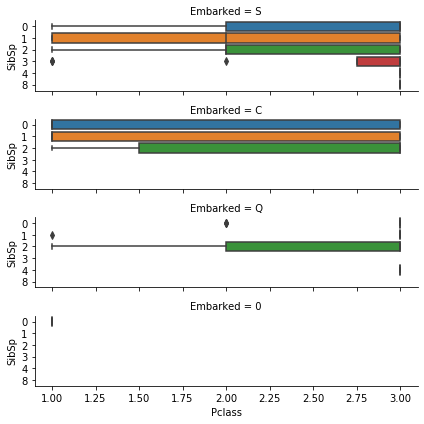 Embarked = S
SibSp
0
1
2
3
4
8
Embarked = C
SibSp
0
1
2
3
4
8
Embarked = Q
SibSp
0
1
2
3
4
8
Embarked = 0
SibSp
0
1
2
3
4
8
1.00 1.25 1.50 1.75 2.00 2.25 2.50 2.75 3.00
Pclass